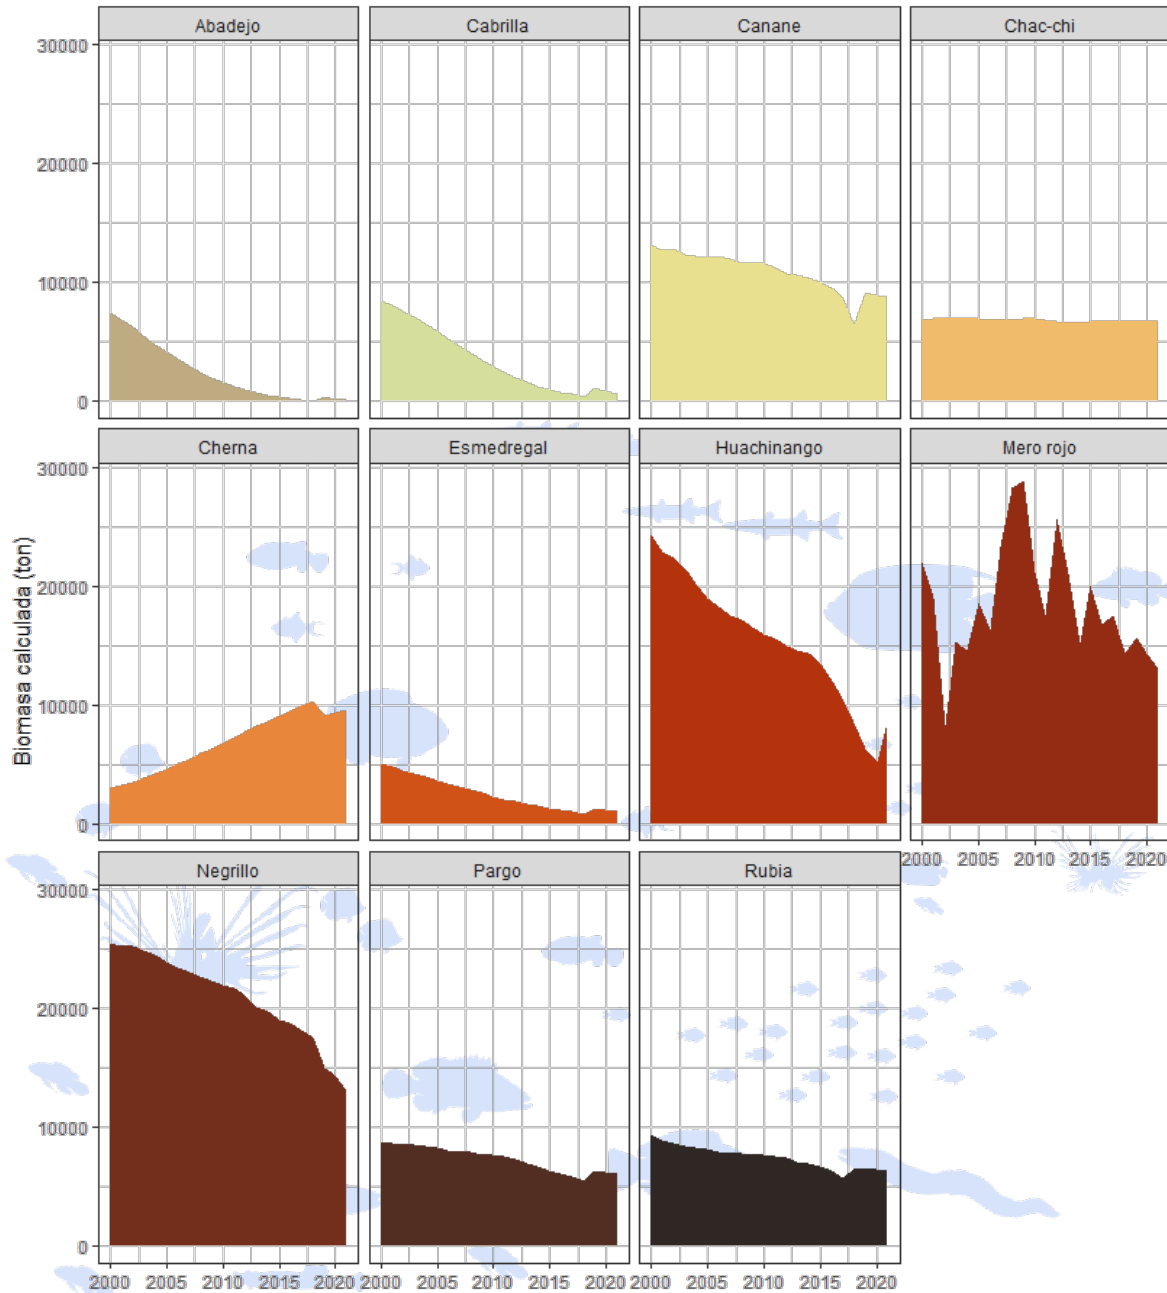 Abadejo Cabrilla Canane Chac-chi
30000
20000
10000
0
Cherna Esmedregal Huachinango Mero rojo
30000
20000
10000
0
Biomasa calculada (ton)
2000 2005 2010 2015 2020
Negrillo Pargo Rubia
30000
20000
10000
0
2000 2005 2010 2015 2020 2000 2005 2010 2015 2020 2000 2005 2010 2015 2020